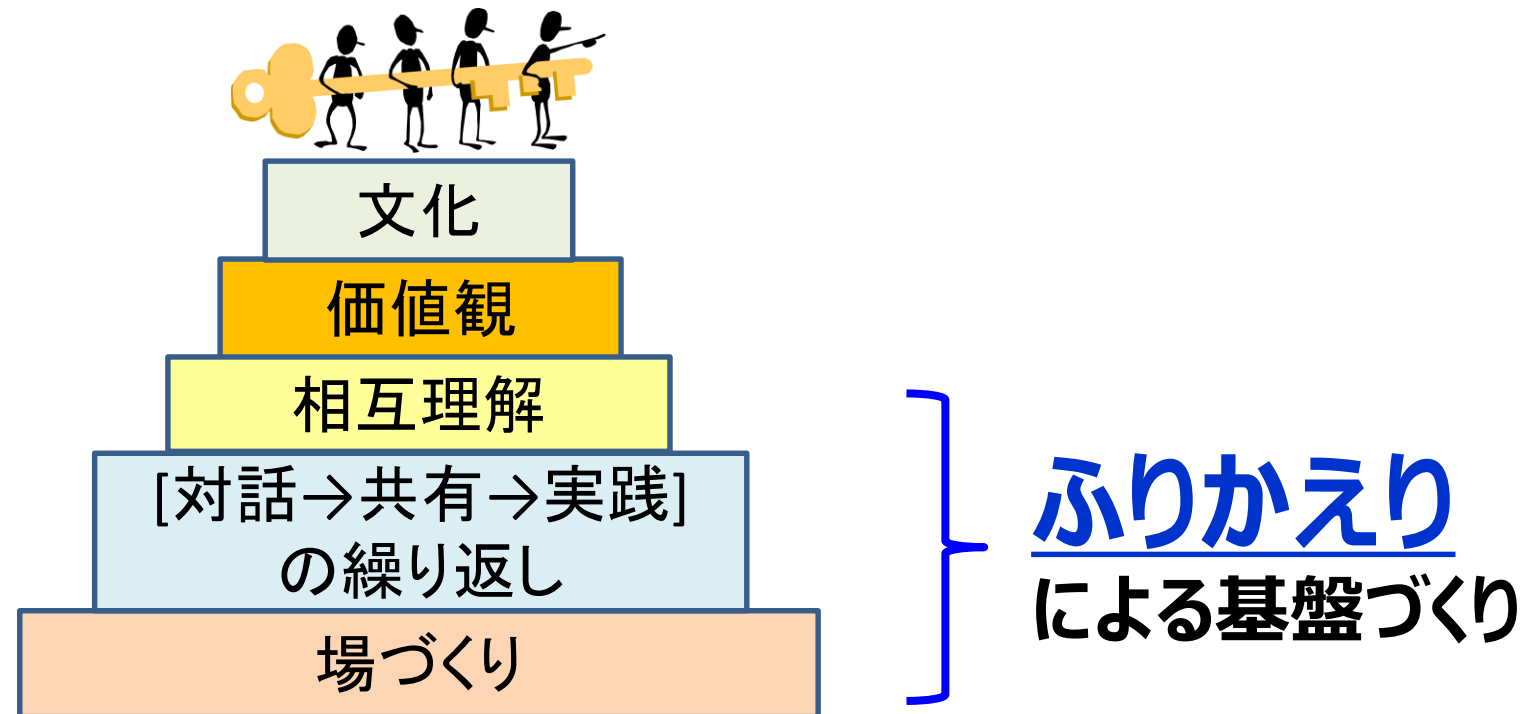 文化
価値観
相互理解
[対話→共有→実践]
の繰り返し
場づくり
ふりかえり
による基盤づくり